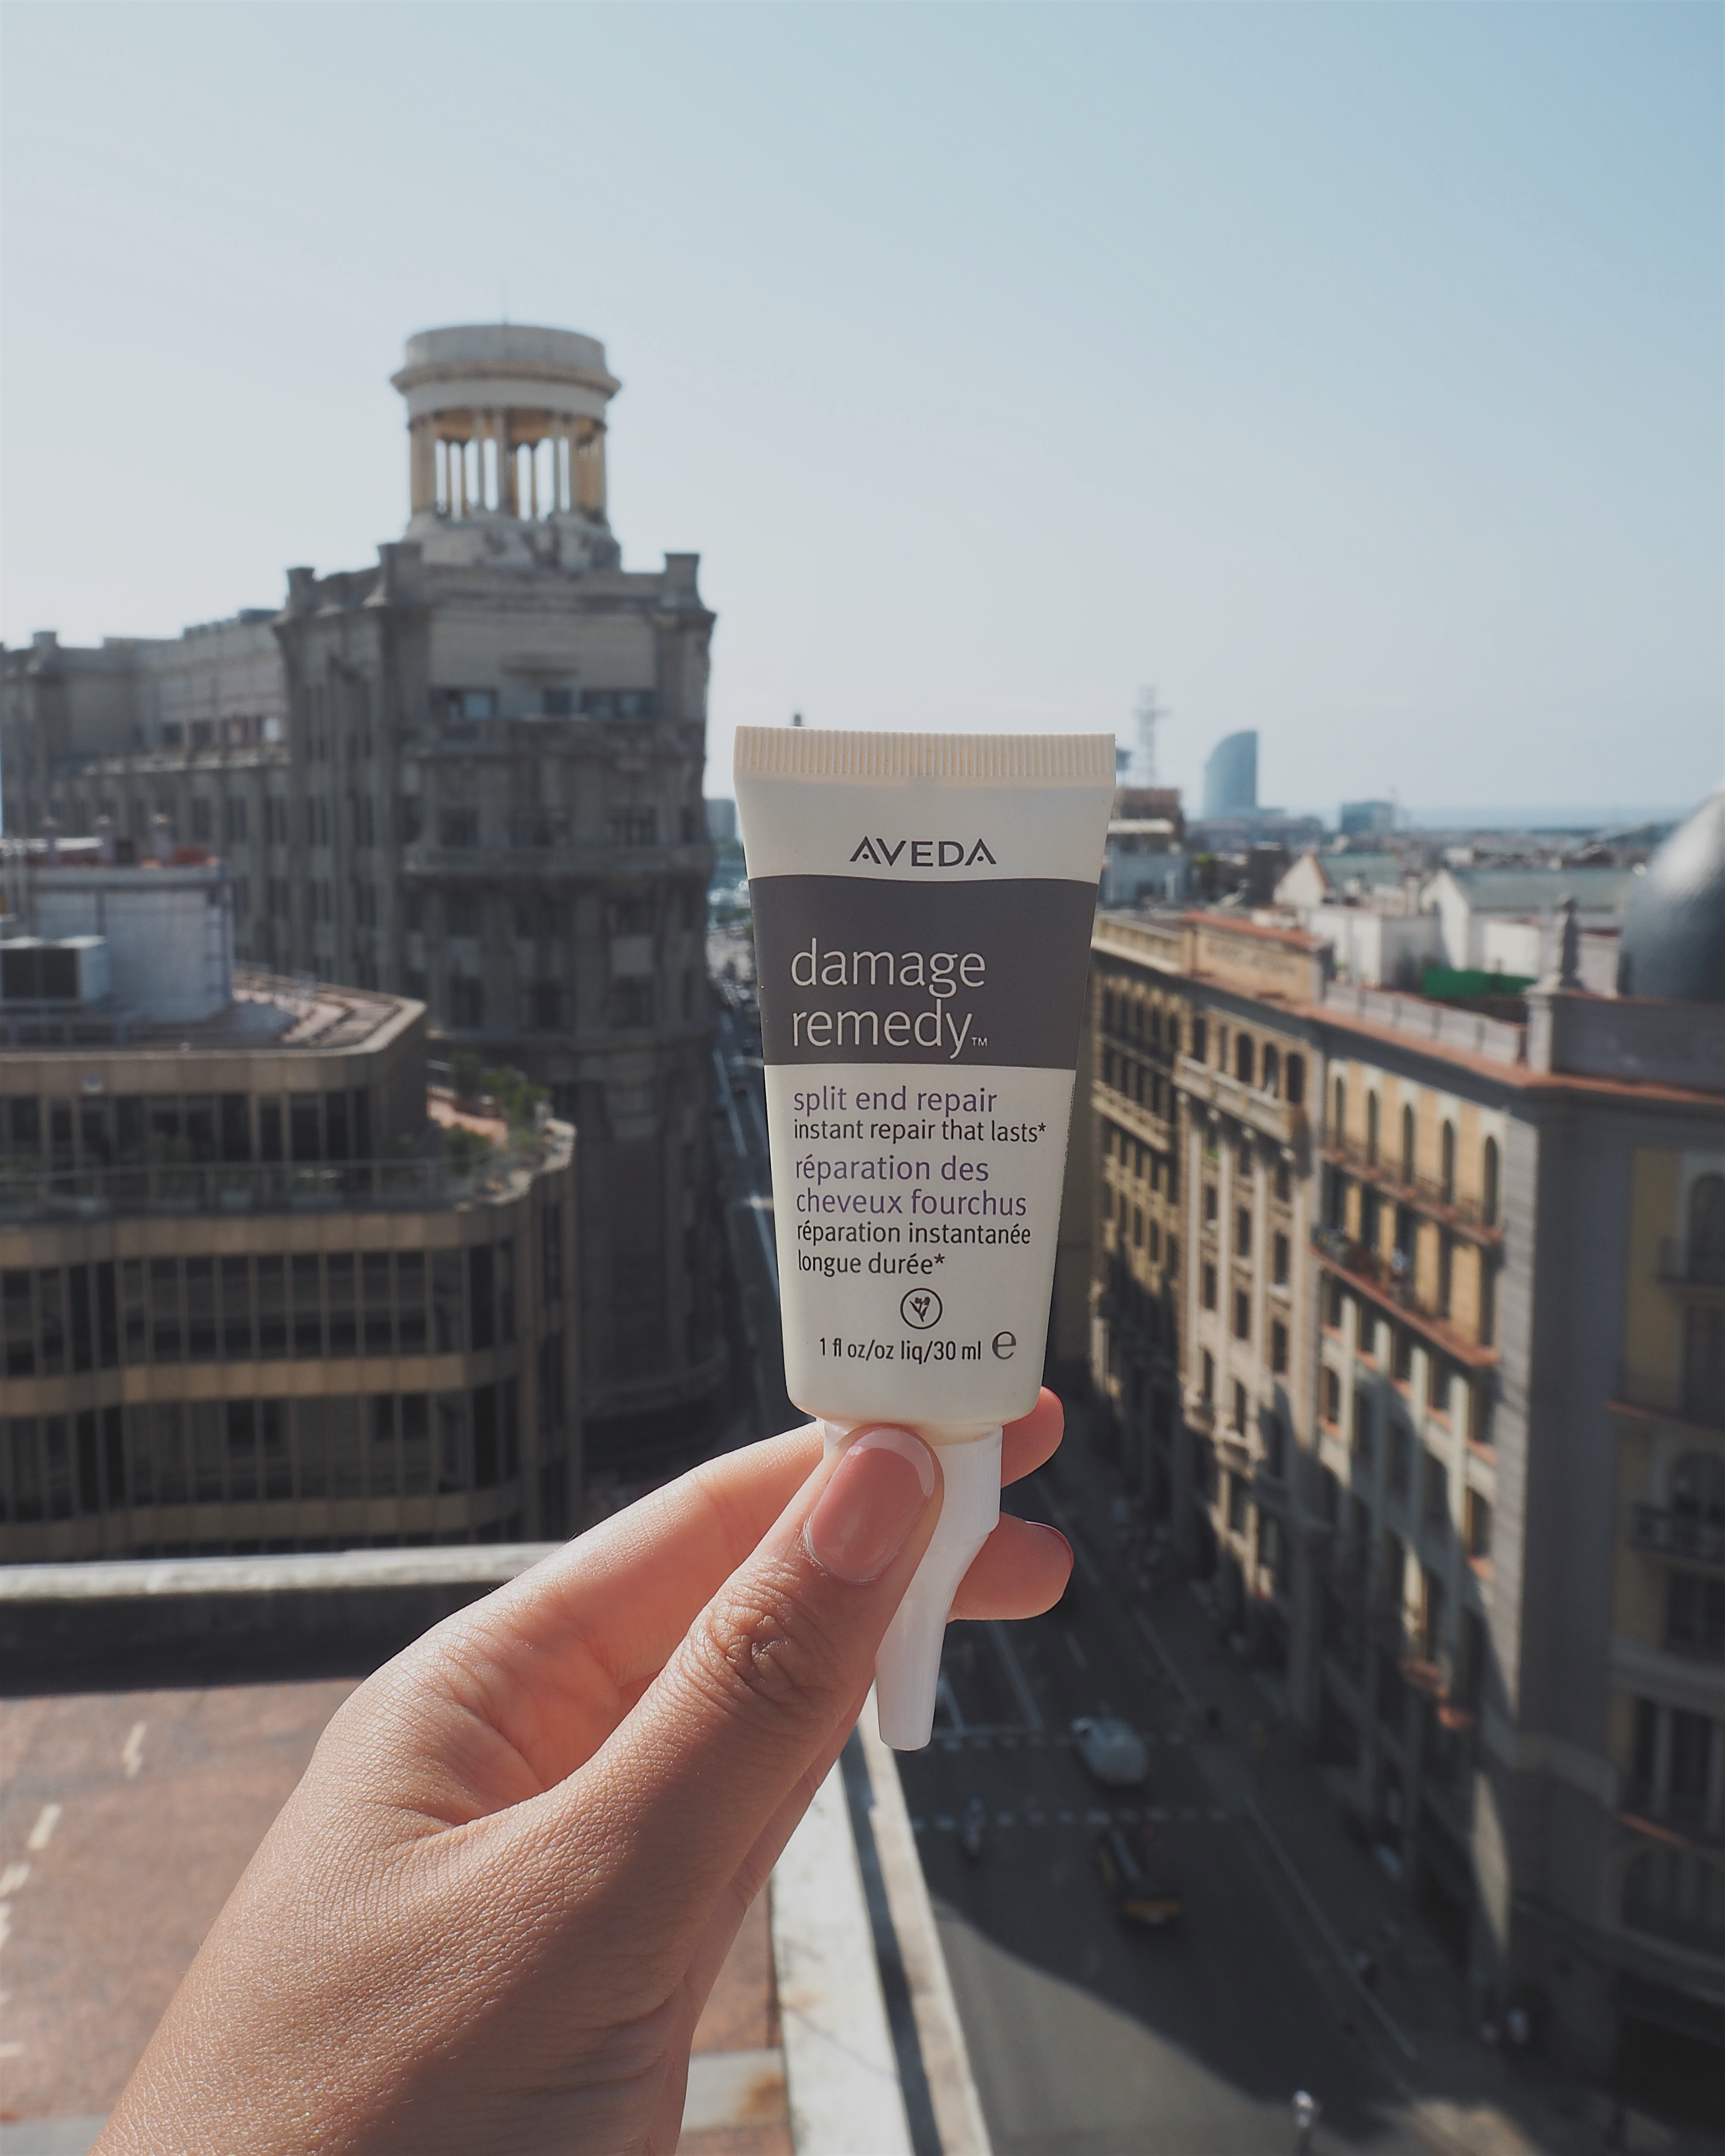 AVEDA
damage
remedy™
split end repair
instant repair that lasts*
réparation des
cheveux fourchus
réparation instantanée
longue durée*
1 fl oz/oz liq/30 ml ℮